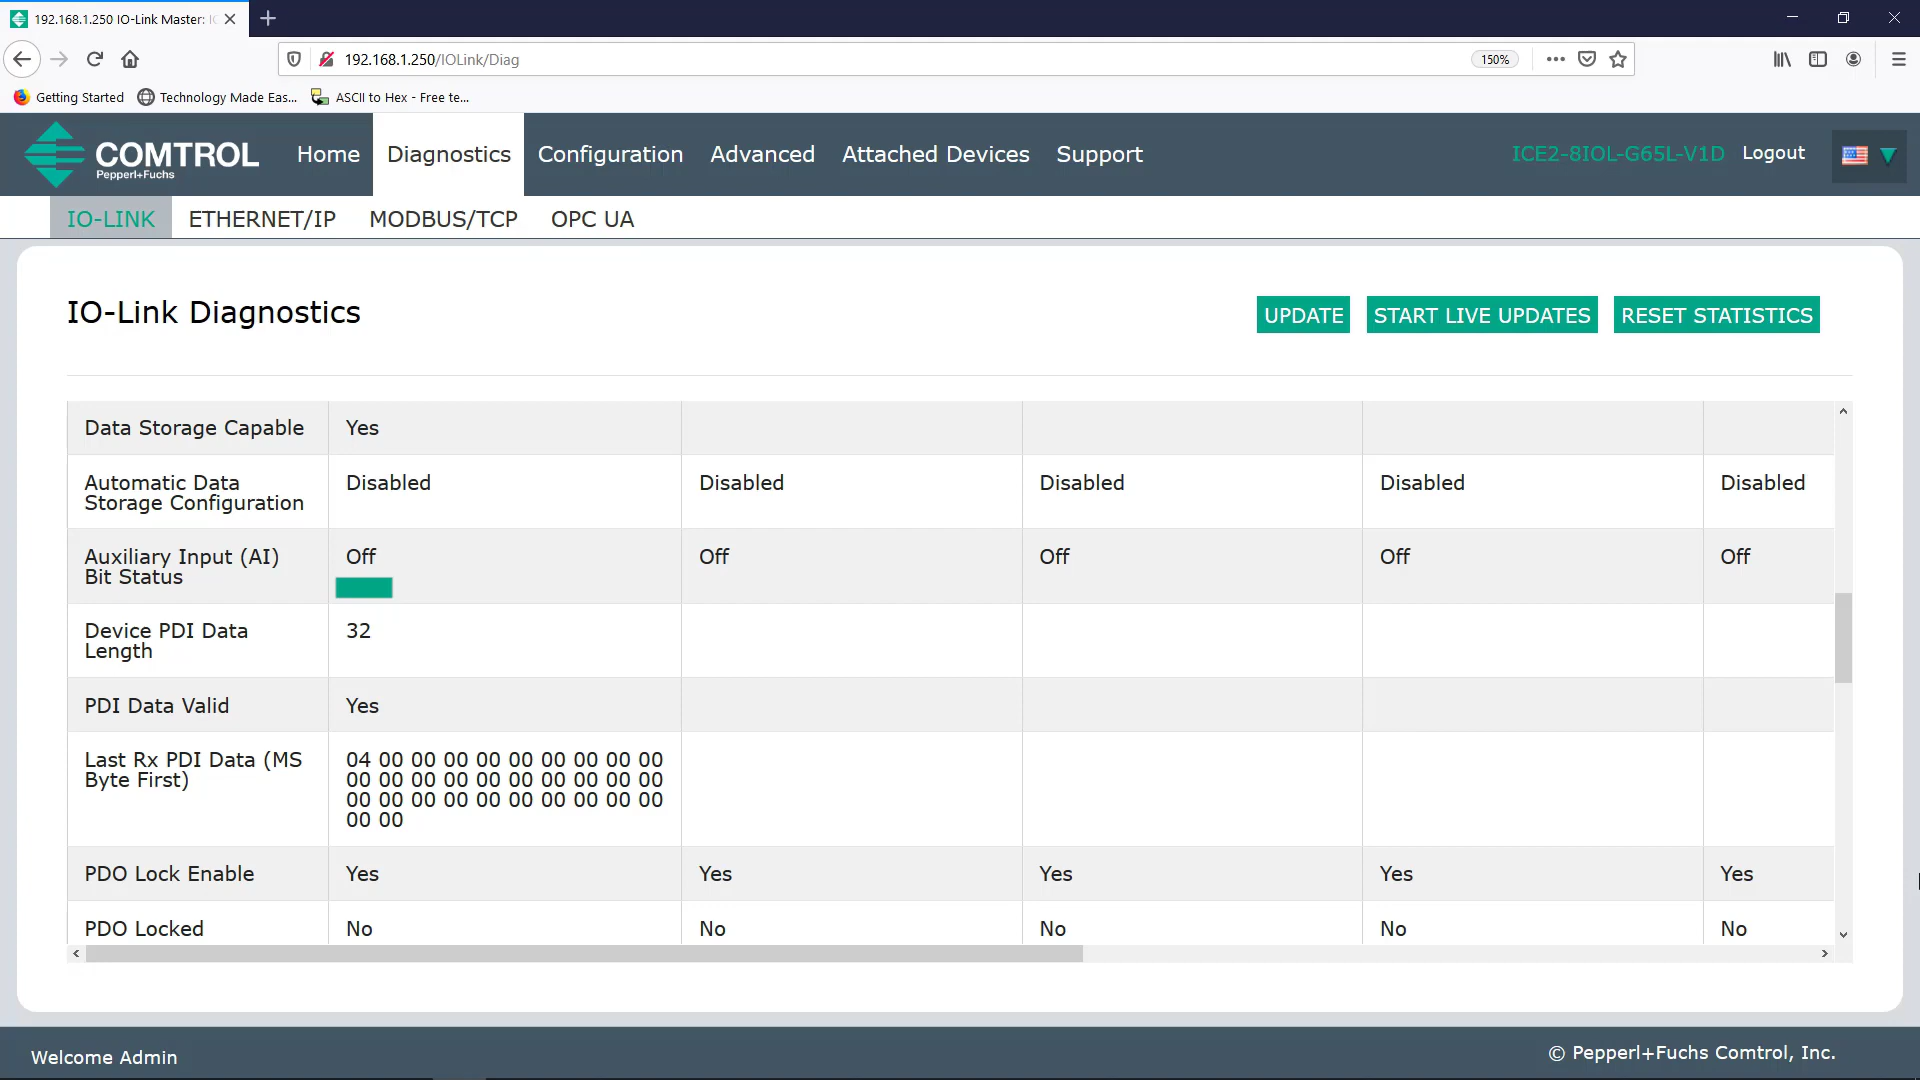 192.168.1.250 IO-Link Master: IO
192.168.1.250/IOLink/Diag
150%
Getting Started
Technology Made Eas...
ASCII to Hex - Free te...
COMTROL
Pepperl+Fuchs
Home
Diagnostics
Configuration
Advanced
Attached Devices
Support
ICE2-8IOL-G65L-V1D
Logout
IO-LINK
ETHERNET/IP
MODBUS/TCP
OPC UA
IO-Link Diagnostics
UPDATE
START LIVE UPDATES
RESET STATISTICS
Data Storage Capable
Yes
Automatic Data
Storage Configuration
Disabled
Disabled
Disabled
Disabled
Disabled
Auxiliary Input (AI)
Bit Status
Off
Off
Off
Off
Off
Device PDI Data
Length
32
PDI Data Valid
Yes
Last Rx PDI Data (MS
Byte First)
04 00 00 00 00 00 00 00 00 00
00 00 00 00 00 00 00 00 00 00
00 00 00 00 00 00 00 00 00 00
00 00
PDO Lock Enable
Yes
Yes
Yes
Yes
Yes
PDO Locked
No
No
No
No
No
Welcome Admin
© Pepperl+Fuchs Comtrol, Inc.